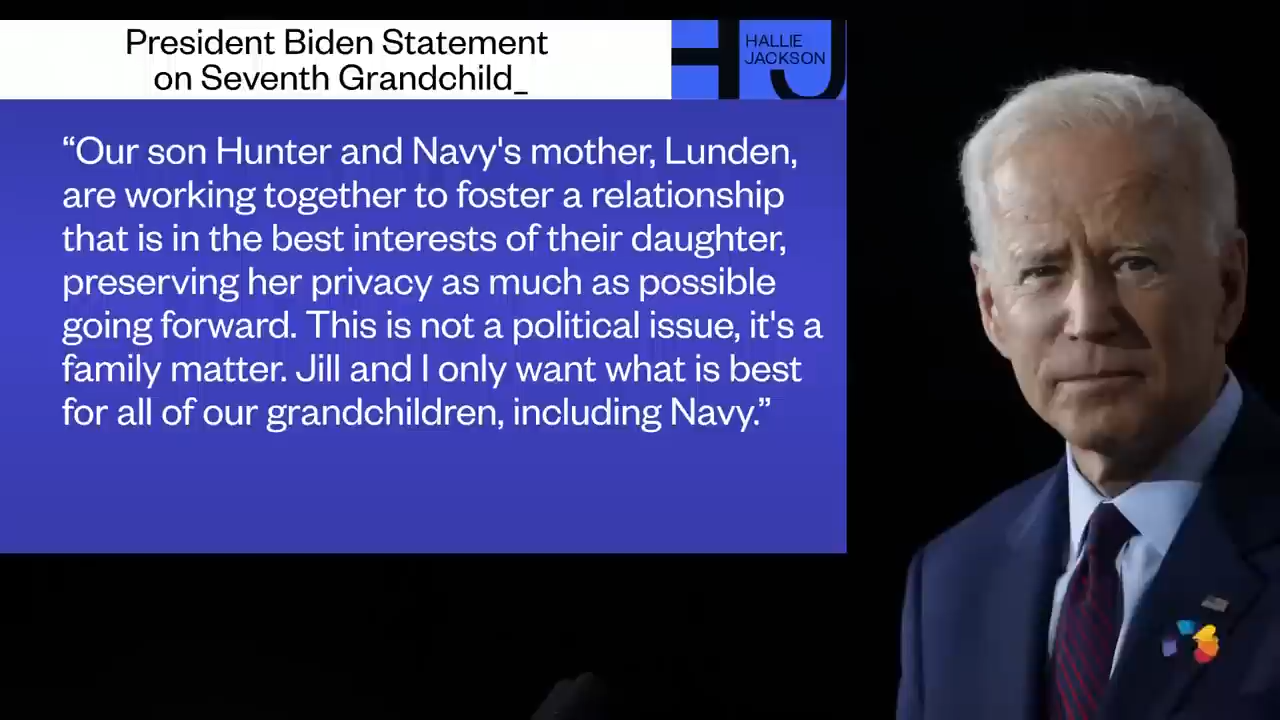 President Biden Statement
on Seventh Grandchild_
HALLIE
JACKSON
“Our son Hunter and Navy's mother, Lunden,
are working together to foster a relationship
that is in the best interests of their daughter,
preserving her privacy as much as possible
going forward. This is not a political issue, it's a
family matter. Jill and I only want what is best
for all of our grandchildren, including Navy.”